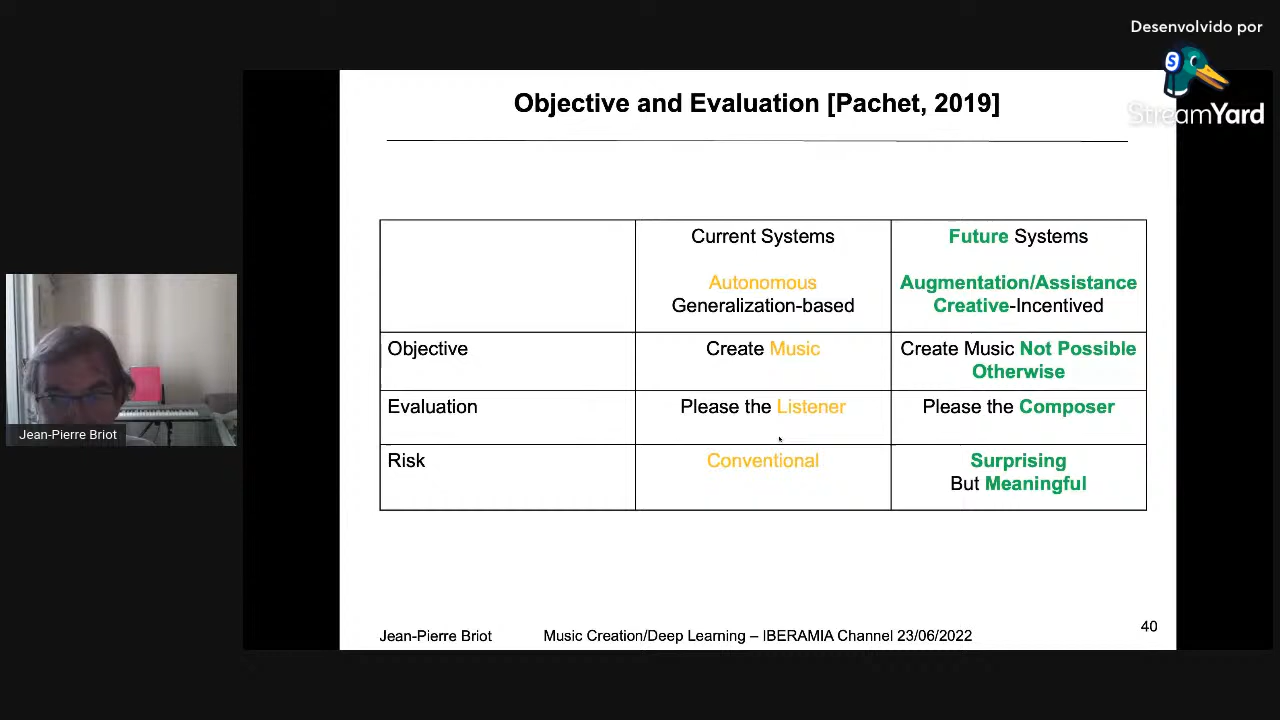 Desenvolvido por
S
StreamYard
Objective and Evaluation [Pachet, 2019]
Current Systems
Autonomous
Generalization-based
Future Systems
Augmentation/Assistance
Creative-Incentived
Objective
Create Music
Create Music Not Possible
Otherwise
Evaluation
Please the Listener
Please the Composer
Risk
Conventional
Surprising
But Meaningful
Jean-Pierre Briot
Jean-Pierre Briot
Music Creation/Deep Learning – IBERAMIA Channel 23/06/2022
40